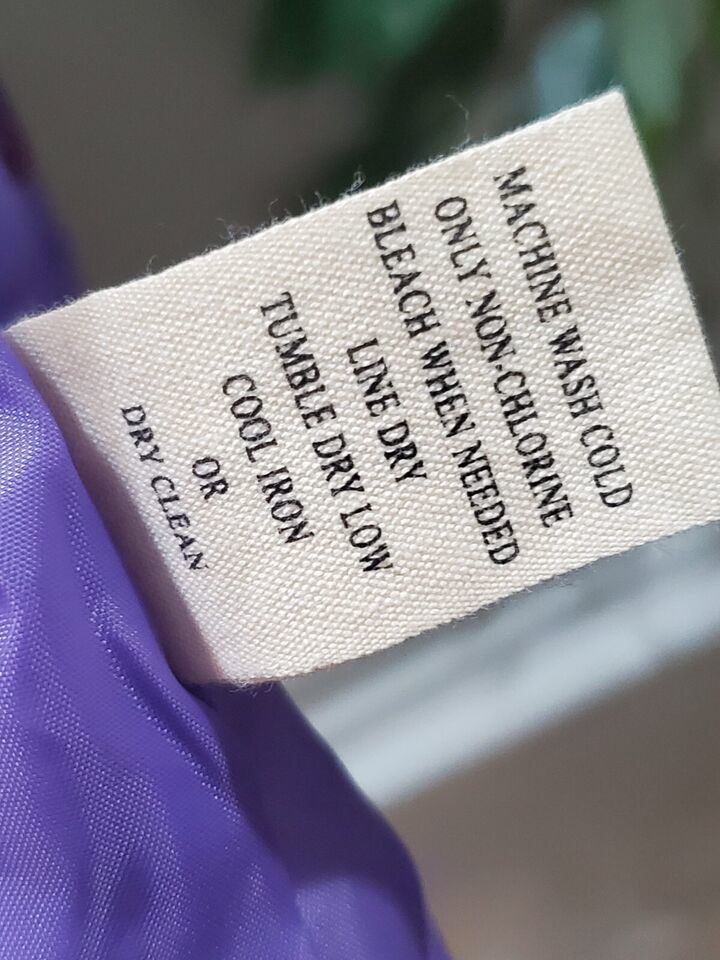 MACHINE WASH COLD
ONLY NON-CHLORINE
BLEACH WHEN NEEDED
LINE DRY
TUMBLE DRY LOW
COOL IRON
OR
DRY CLEAN